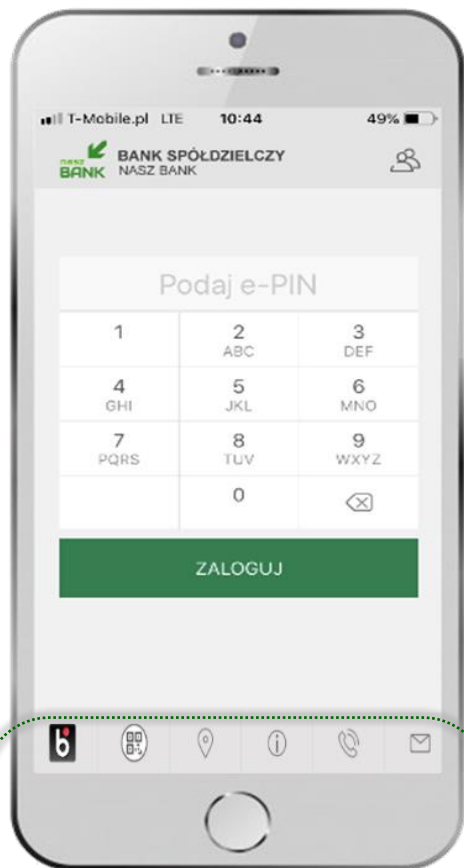 T-Mobile.pl LTE 10:44 49%
nasz BANK
BANK SPÓŁDZIELCZY
NASZ BANK
Podaj e-PIN
1 2 3
ABC DEF
4 5 6
GHI JKL MNO
7 8 9
PQRS TUV WXYZ
0
ZALOGUJ